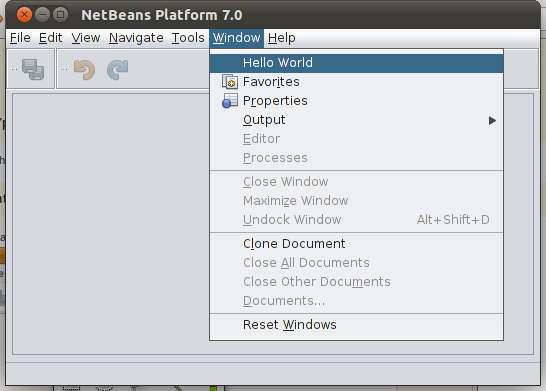 NetBeans Platform 7.0
File Edit View Navigate Tools Window Help
Hello World
Favorites
Properties
Output
Editor
Processes
Close Window
Maximize Window
Undock Window Alt+Shift+D
Clone Document
Close All Documents
Close Other Documents
Documents...
Reset Windows